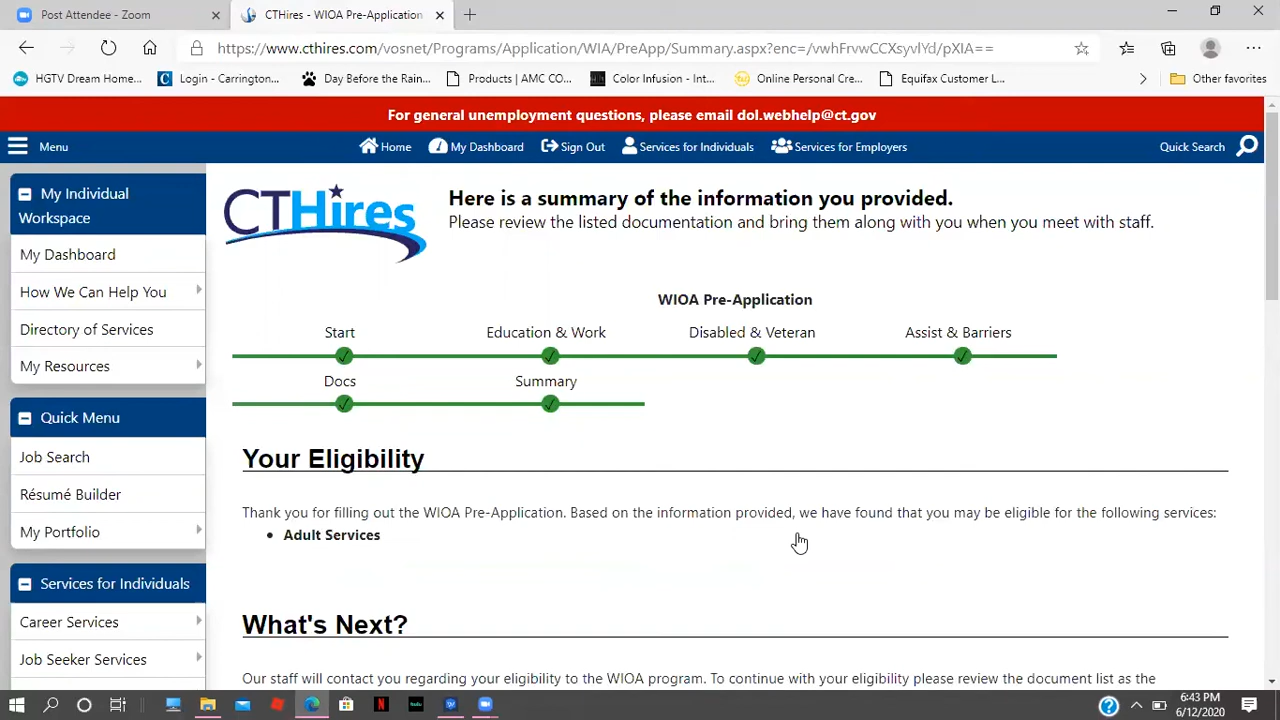 Post Attendee - Zoom
CTHires - WIOA Pre-Application
https://www.cthires.com/vosnet/Programs/Application/WIA/PreApp/Summary.aspx?enc=/vwhFrvwCCXsyvlYd/pXIA==
HGTV Dream Home...
Login - Carrington...
Day Before the Rain...
Products | AMC CO...
Color Infusion - Int...
Online Personal Cre...
Equifax Customer L...
Other favorites
For general unemployment questions, please email dol.webhelp@ct.gov
Menu
Home
My Dashboard
Sign Out
Services for Individuals
Services for Employers
Quick Search
My Individual
Workspace
My Dashboard
How We Can Help You
Directory of Services
My Resources
Quick Menu
Job Search
Résumé Builder
My Portfolio
Services for Individuals
Career Services
Job Seeker Services
CTHires
Here is a summary of the information you provided.
Please review the listed documentation and bring them along with you when you meet with staff.
WIOA Pre-Application
Start
Education & Work
Disabled & Veteran
Assist & Barriers
Docs
Summary
Your Eligibility
Thank you for filling out the WIOA Pre-Application. Based on the information provided, we have found that you may be eligible for the following services:
• Adult Services
What's Next?
Our staff will contact you regarding your eligibility to the WIOA program. To continue with your eligibility please review the document list as the
hulu
6:43 PM
6/12/2020